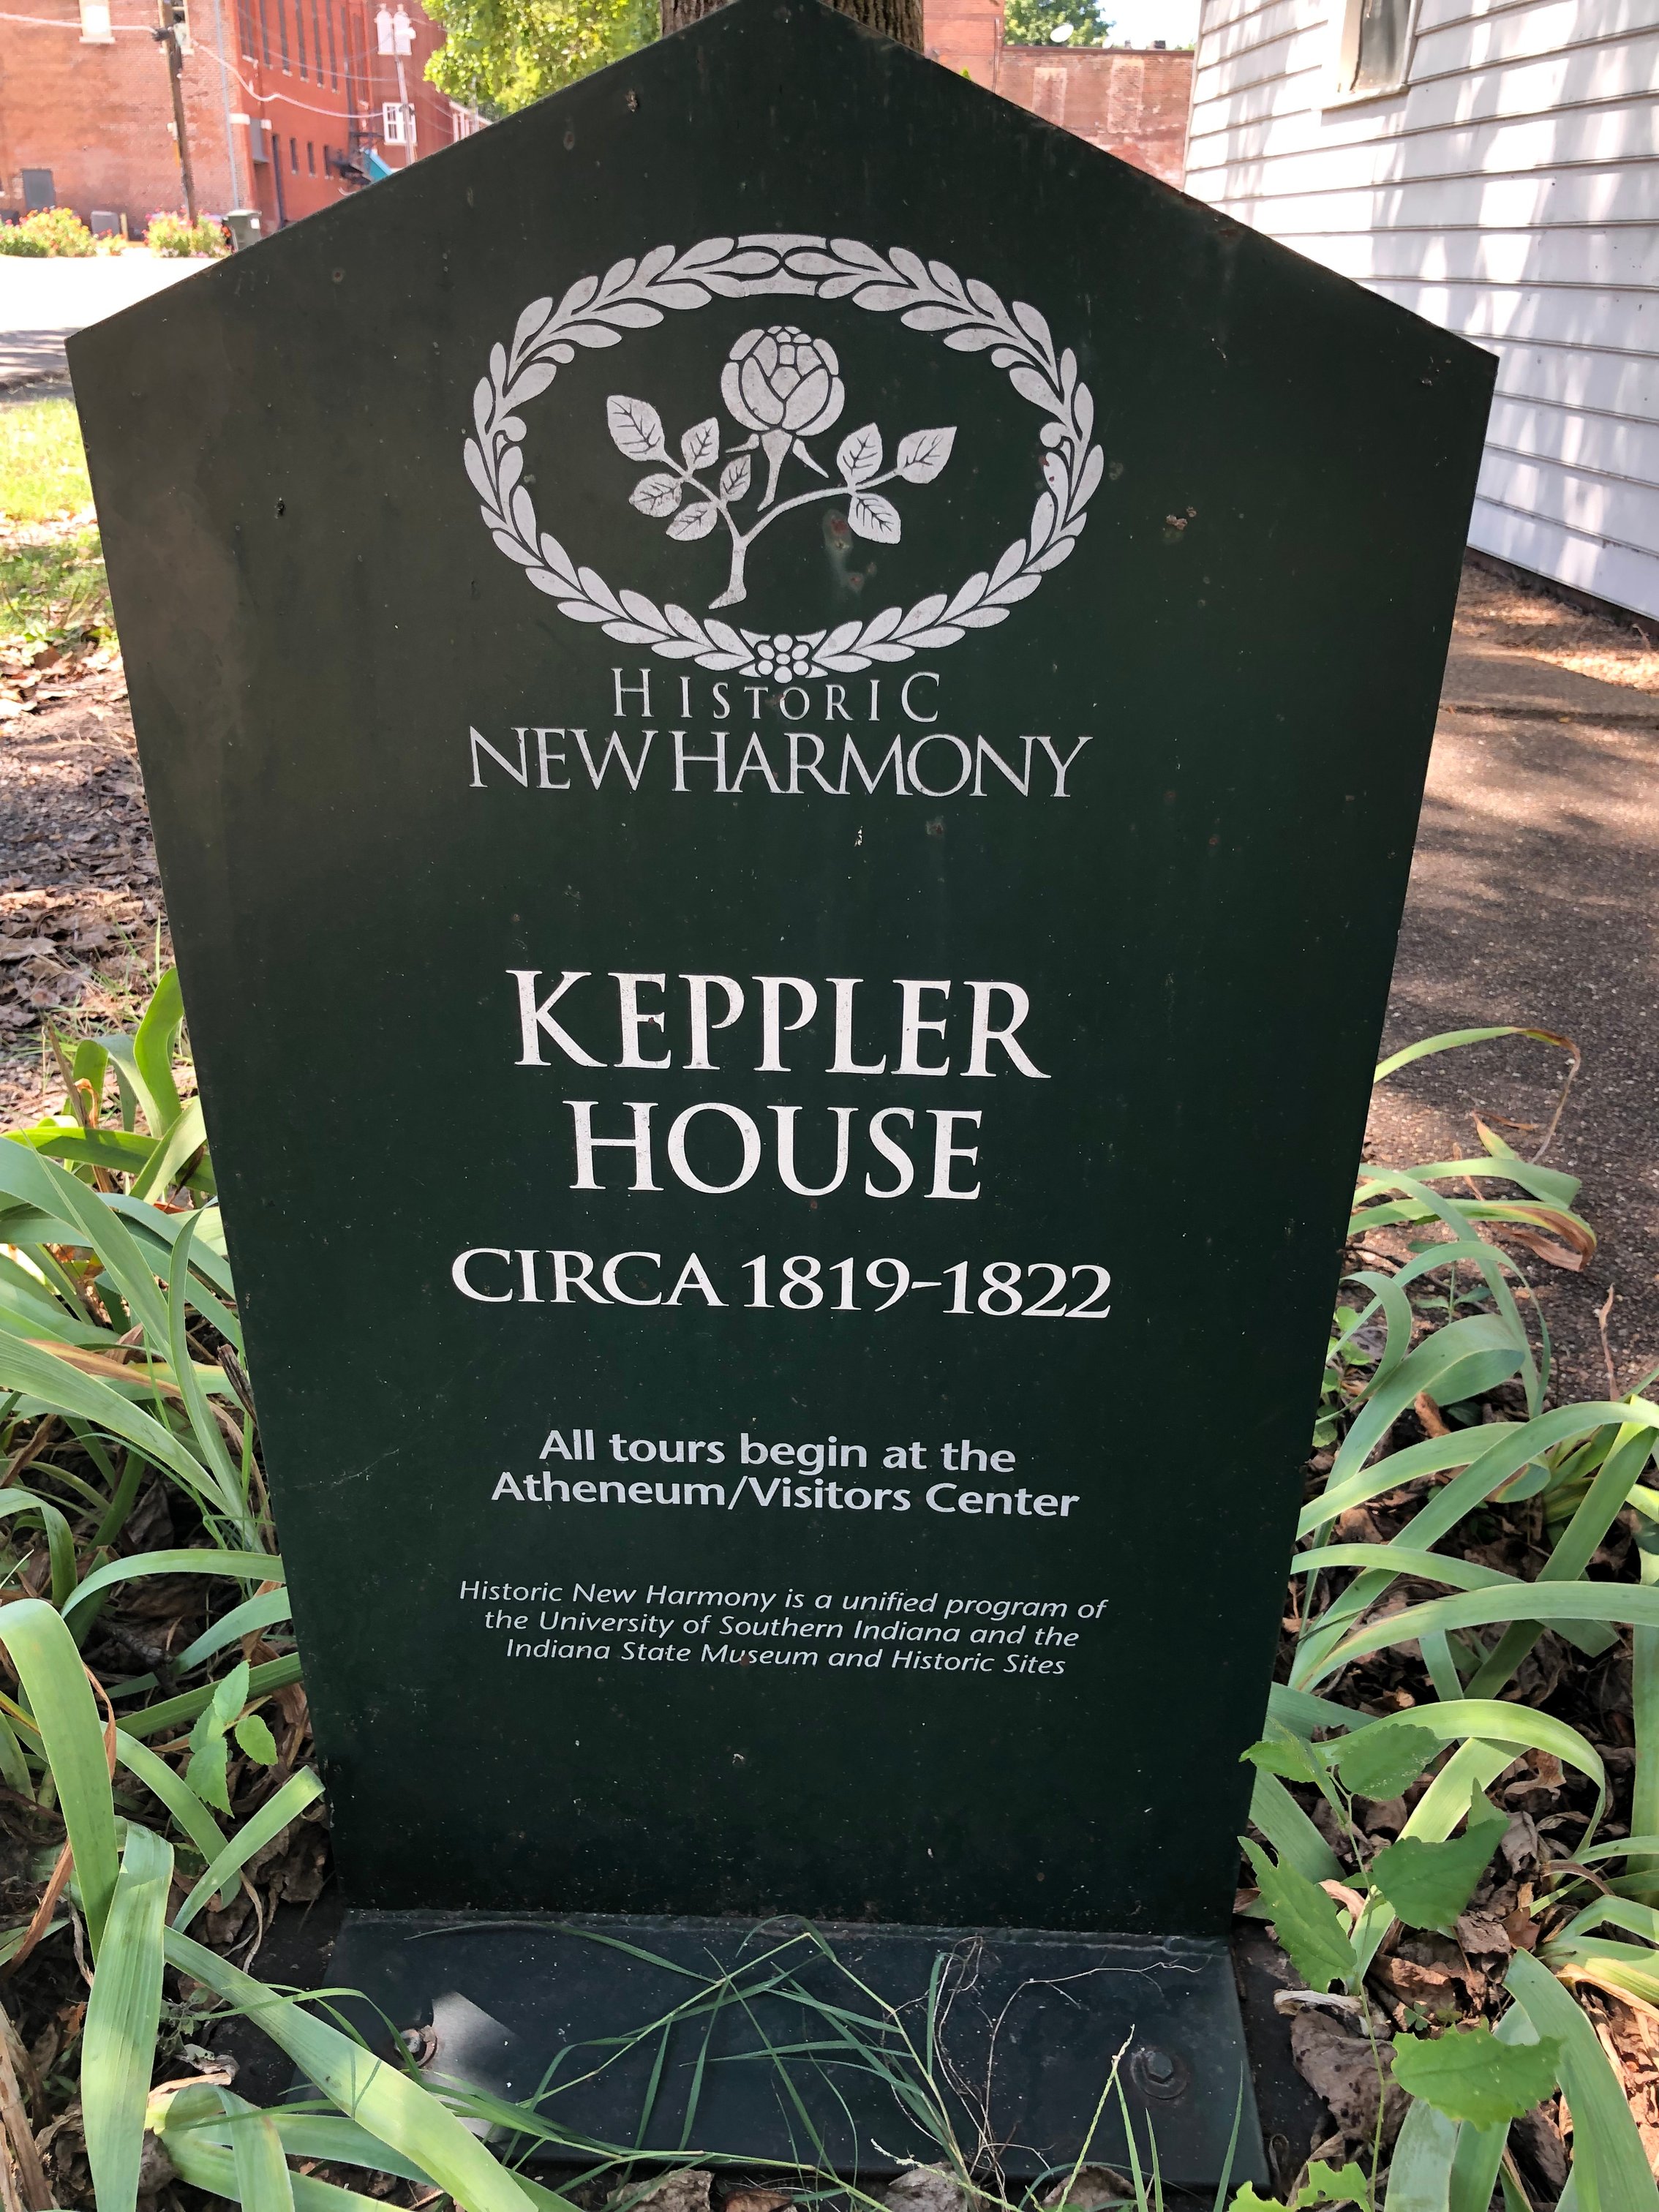 HISTORIC
NEW HARMONY
KEPPLER
HOUSE
CIRCA 1819-1822
All tours begin at the
Atheneum/Visitors Center
Historic New Harmony is a unified program of
the University of Southern Indiana and the
Indiana State Museum and Historic Sites